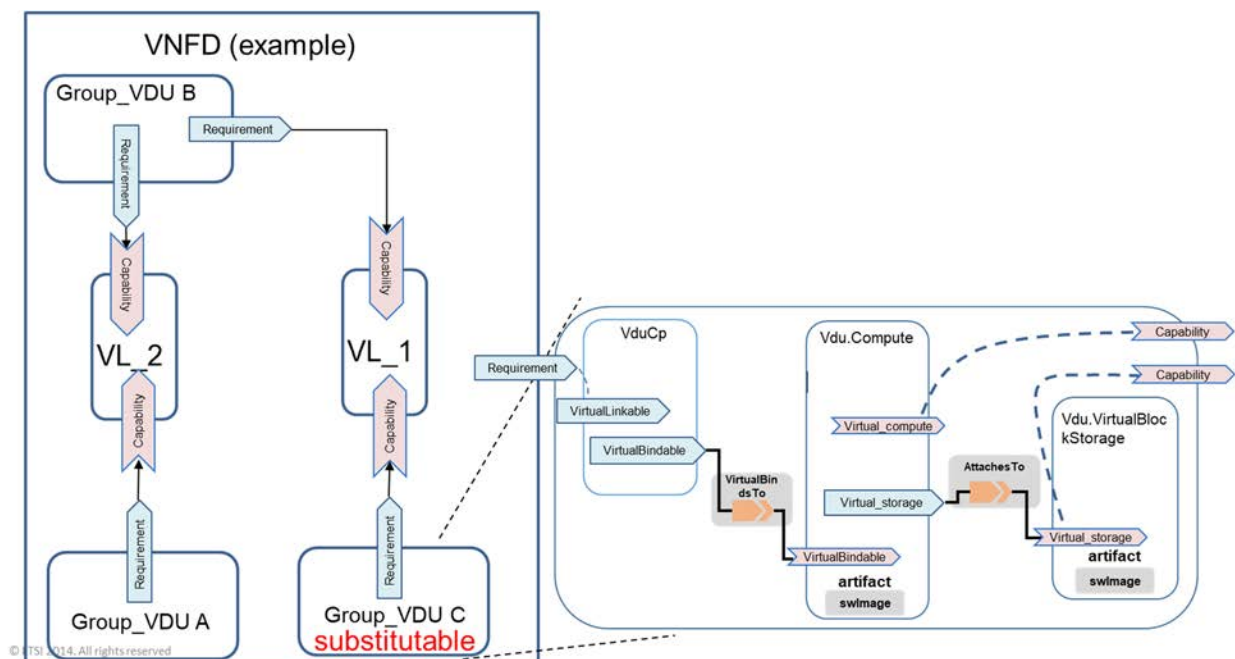 VNFD (example)
Group_VDU B
Requirement
Requirement
Capability
Capability
VL_2
VL_1
Capability
Capability
Requirement
Requirement
Group_VDU A
Group_VDU C
substitutable
VduCp
Requirement
VirtualLinkable
VirtualBindable
VirtualBin
dsTo
Vdu.Compute
Virtual_compute
Virtual_storage
VirtualBindable
artifact
swImage
AttachesTo
Capability
Capability
Vdu.VirtualBloc
kStorage
Virtual_storage
artifact
swImage
© ETSI 2014. All rights reserved